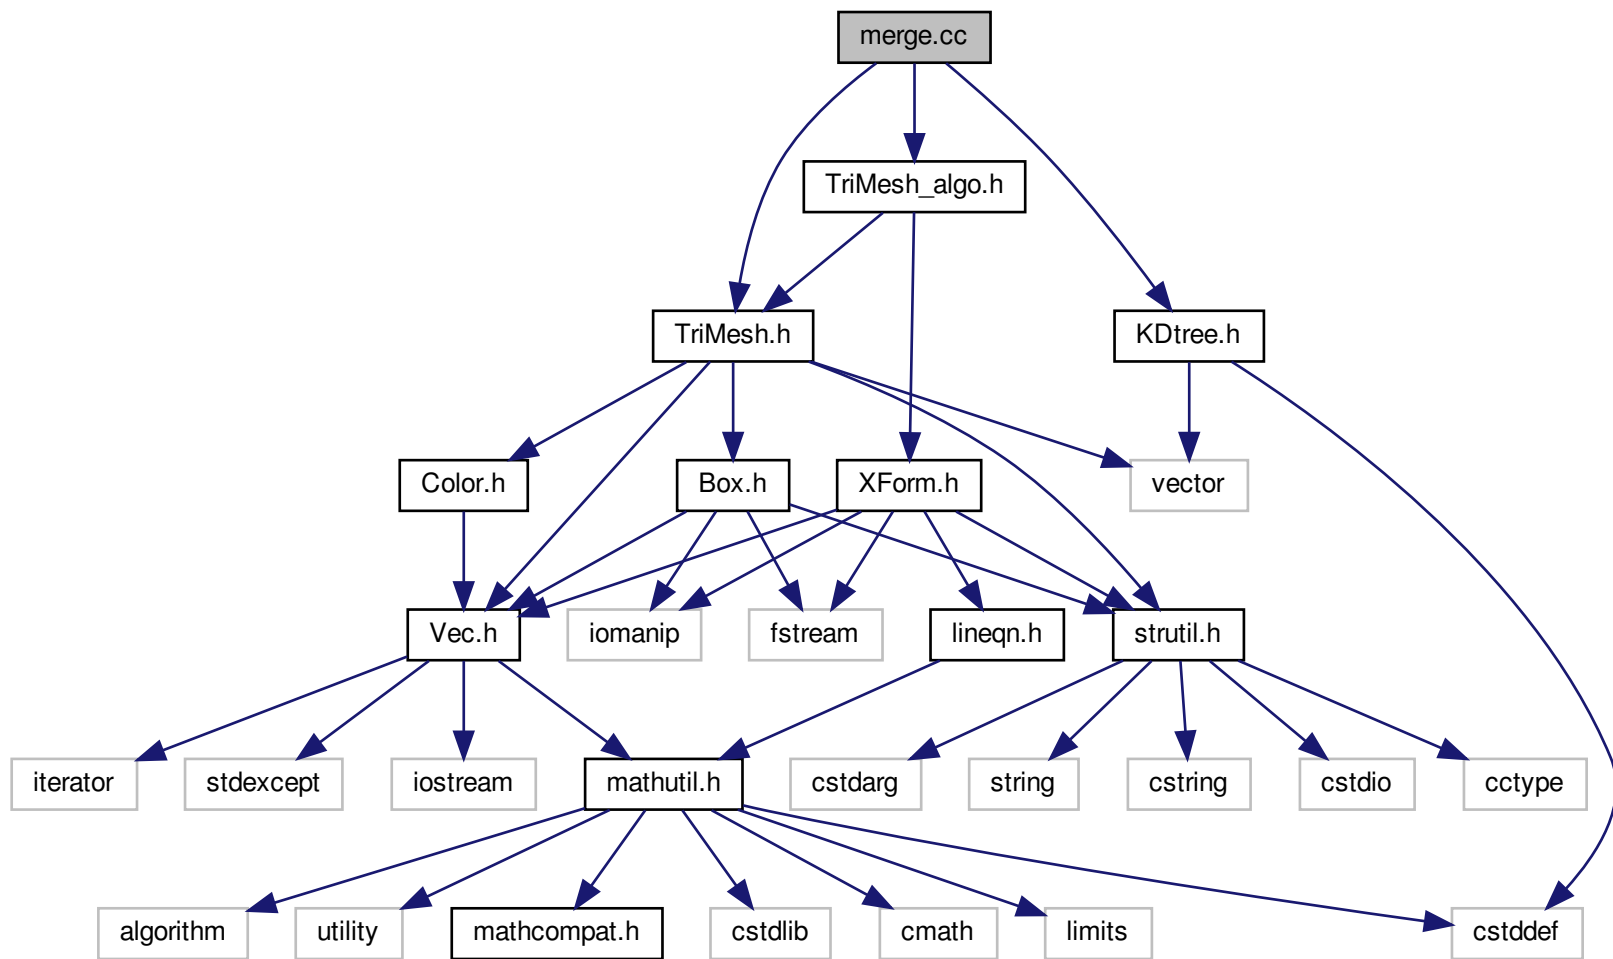 merge.cc
TriMesh_algo.h
TriMesh.h
KDtree.h
Color.h
Box.h
XForm.h
vector
Vec.h
iomanip
fstream
lineqn.h
strutil.h
iterator
stdexcept
iostream
mathutil.h
cstdarg
string
cstring
cstdio
cctype
algorithm
utility
mathcompat.h
cstdlib
cmath
limits
cstddef